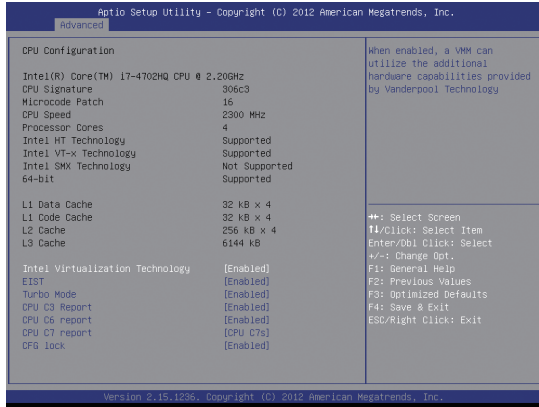 Aptio Setup Utility – Copyright (C) 2012 American Megatrends, Inc.
Advanced
CPU Configuration
Intel(R) Core(TM) i7-4702HQ CPU @ 2.20GHz
CPU Signature 306c3
Microcode Patch 16
CPU Speed 2300 MHz
Processor Cores 4
Intel HT Technology Supported
Intel VT-x Technology Supported
Intel SMX Technology Not Supported
64-bit Supported
L1 Data Cache 32 kB x 4
L1 Code Cache 32 kB x 4
L2 Cache 256 kB x 4
L3 Cache 6144 kB
Intel Virtualization Technology [Enabled]
EIST [Enabled]
Turbo Mode [Enabled]
CPU C3 Report [Enabled]
CPU C6 report [Enabled]
CPU C7 report [CPU C7s]
CFG lock [Enabled]
When enabled, a VMM can
utilize the additional
hardware capabilities provided
by Vanderpool Technology
→←: Select Screen
↑↓/Click: Select Item
Enter/Dbl Click: Select
+/-: Change Opt.
F1: General Help
F2: Previous Values
F3: Optimized Defaults
F4: Save & Exit
ESC/Right Click: Exit
Version 2.15.1236. Copyright (C) 2012 American Megatrends, Inc.